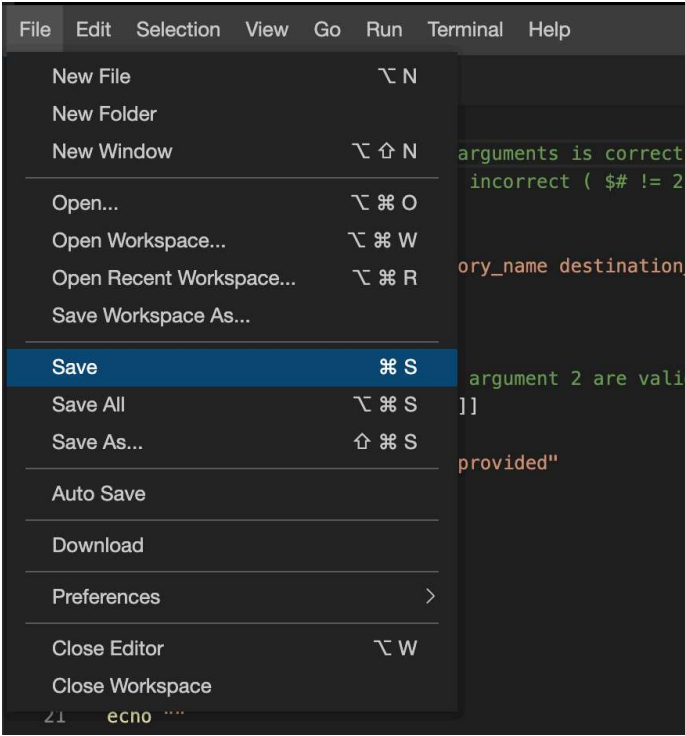 File Edit Selection View Go Run Terminal Help
New File ⌥ N
New Folder
New Window ⌥ ⇧ N
arguments is correct
incorrect ( $# != 2
Open... ⌥ ⌘ O
Open Workspace... ⌥ ⌘ W
Open Recent Workspace... ⌥ ⌘ R
ory_name destination_
Save Workspace As...
Save ⌘ S
argument 2 are vali
Save All ⌥ ⌘ S
]]
Save As... ⇧ ⌘ S
provided"
Auto Save
Download
Preferences >
Close Editor ⌥ W
Close Workspace
21 echo ""